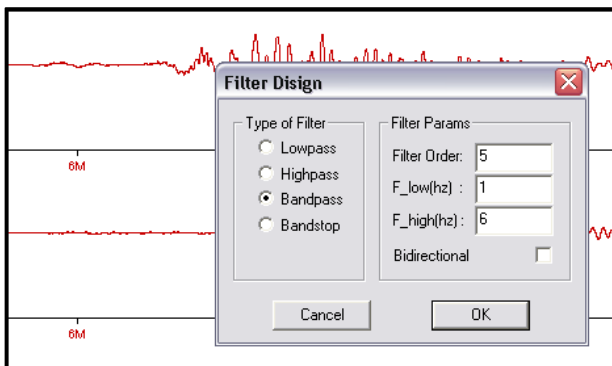 Filter Disign
Type of Filter
Lowpass
Highpass
Bandpass
Bandstop
Filter Params
Filter Order: 5
F_low(hz) : 1
F_high(hz) : 6
Bidirectional
Cancel
OK
6M
6M